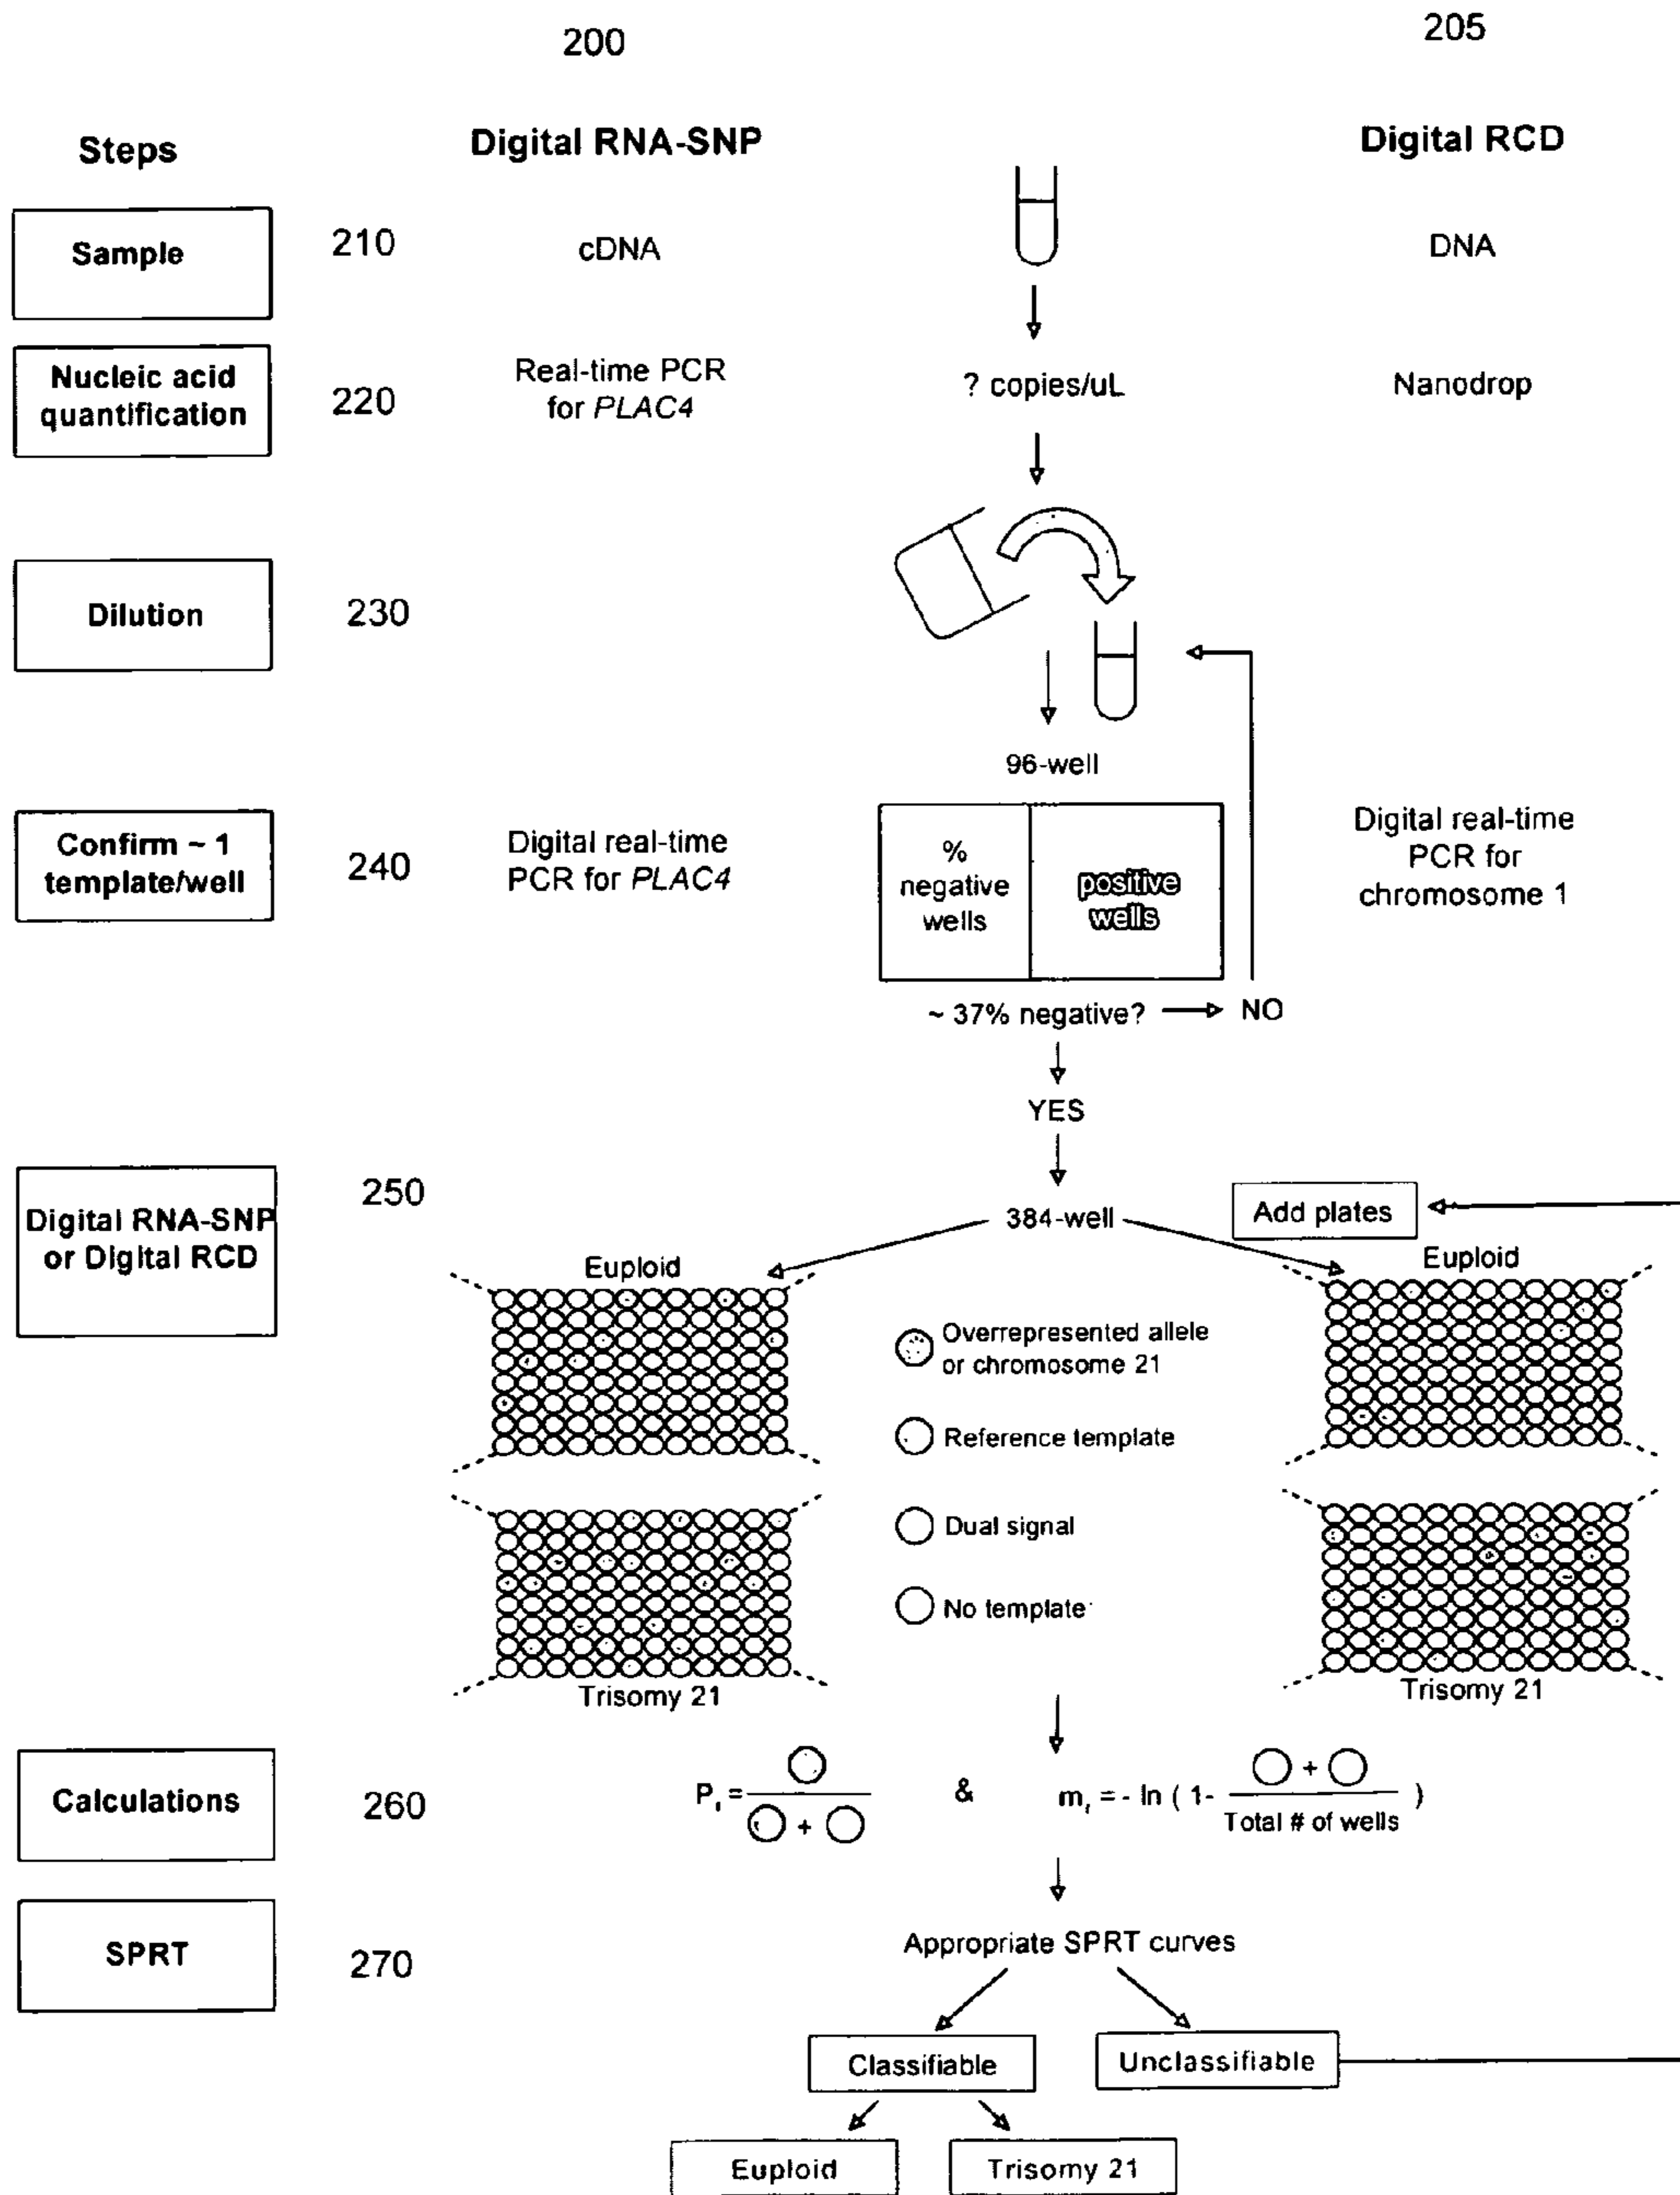 200
205
Steps
Digital RNA-SNP
Digital RCD
Sample
210
cDNA
DNA
Nucleic acid
quantification
220
Real-time PCR
for PLAC4
? copies/uL
Nanodrop
Dilution
230
96-well
Confirm ~ 1
template/well
240
Digital real-time
PCR for PLAC4
%
negative
wells
positive
wells
Digital real-time
PCR for
chromosome 1
~ 37% negative?
NO
YES
Digital RNA-SNP
or Digital RCD
250
384-well
Add plates
Euploid
Euploid
Overrepresented allele
or chromosome 21
Reference template
Dual signal
No template
Trisomy 21
Trisomy 21
Calculations
260
Pr =
+
&
mr = - ln ( 1-
+
Total # of wells
)
SPRT
270
Appropriate SPRT curves
Classifiable
Unclassifiable
Euploid
Trisomy 21